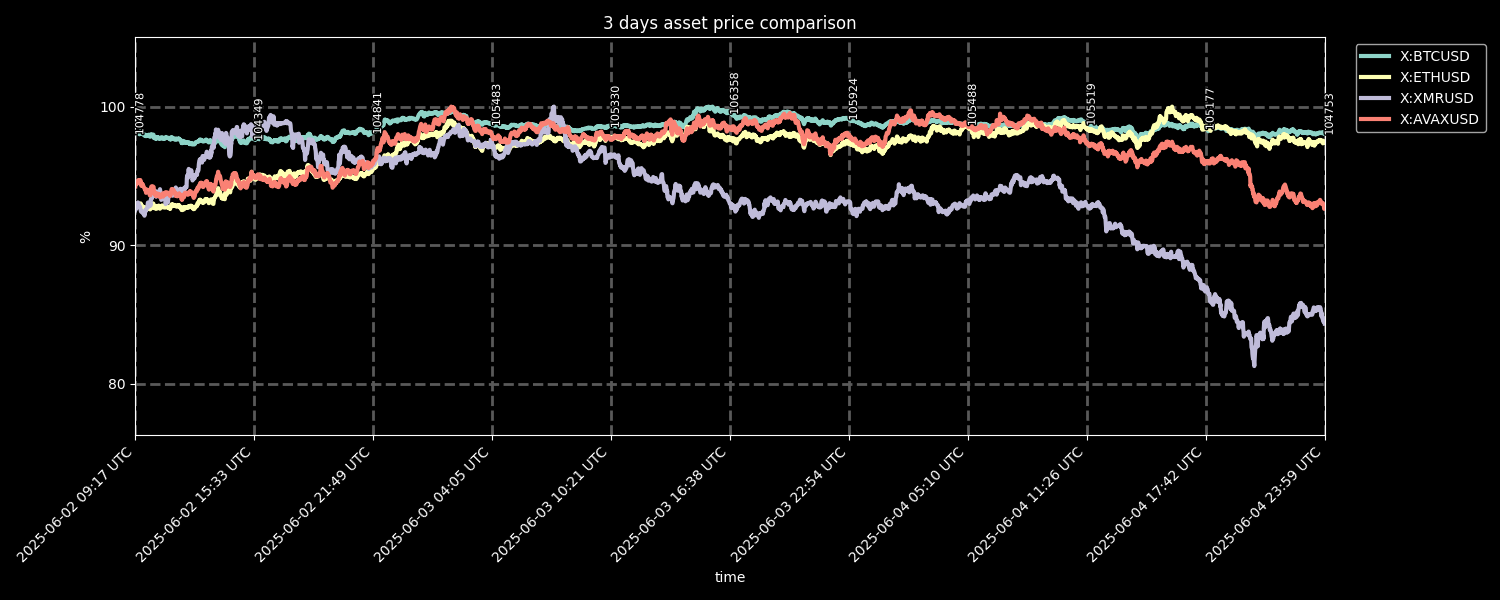 3 days asset price comparison
X:BTCUSD
X:ETHUSD
X:XMRUSD
X:AVAXUSD
100
90
80
%
104778
104349
104841
105483
105330
106358
105924
105488
105519
105177
104753
2025-06-02 09:17 UTC
2025-06-02 15:33 UTC
2025-06-02 21:49 UTC
2025-06-03 04:05 UTC
2025-06-03 10:21 UTC
2025-06-03 16:38 UTC
2025-06-03 22:54 UTC
2025-06-04 05:10 UTC
2025-06-04 11:26 UTC
2025-06-04 17:42 UTC
2025-06-04 23:59 UTC
time